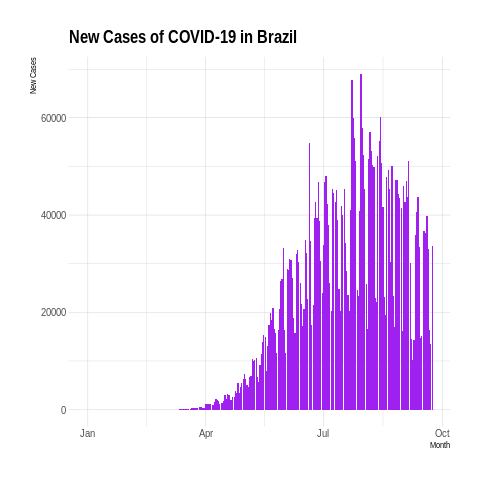 New Cases of COVID-19 in Brazil
New Cases
60000
40000
20000
0
Jan Apr Jul Oct
Month